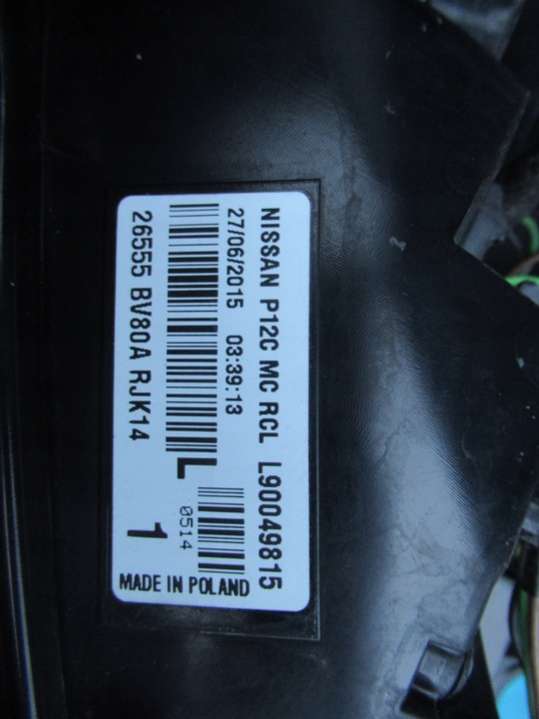 NISSAN P12C MC RCL L90049815
27/06/2015 03:39:13
L
0514
26555 BV80A RJK14
1
MADE IN POLAND